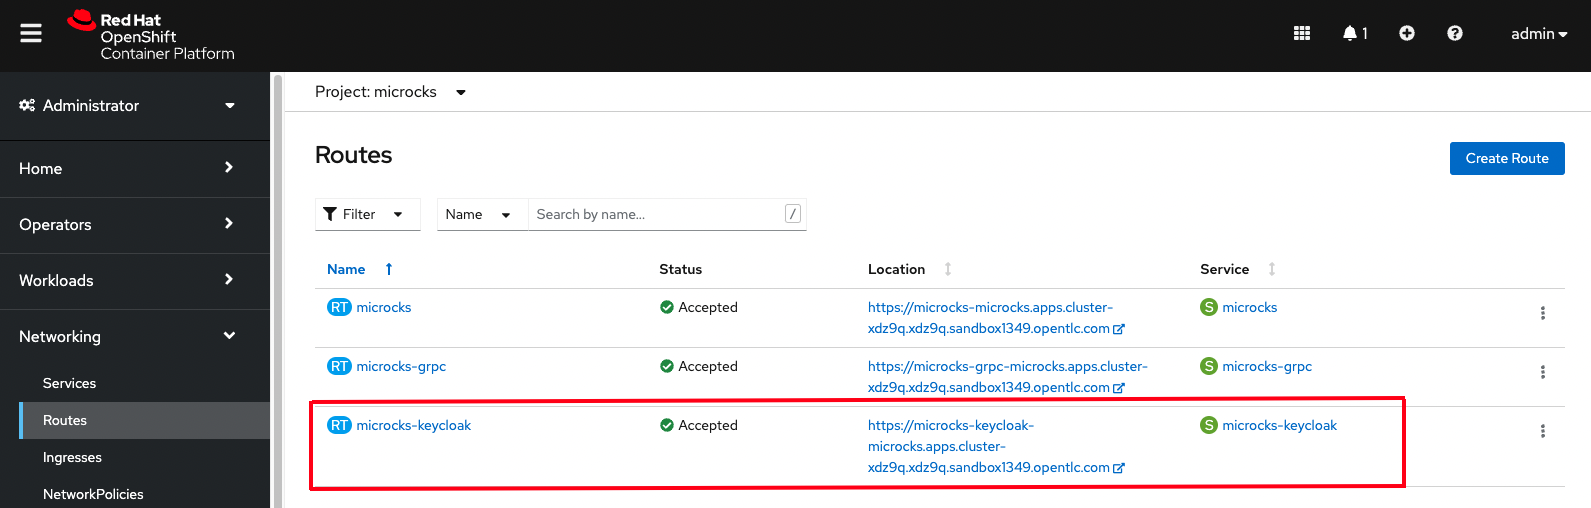 Red Hat
OpenShift
Container Platform
1
admin
Administrator
Project: microcks
Home
Routes
Create Route
Operators
Filter
Name
Search by name...
/
Workloads
Name
Status
Location
Service
RT microcks
Accepted
https://microcks-microcks.apps.cluster-
xdz9q.xdz9q.sandbox1349.opentlc.com
S microcks
Networking
RT microcks-grpc
Accepted
https://microcks-grpc-microcks.apps.cluster-
xdz9q.xdz9q.sandbox1349.opentlc.com
S microcks-grpc
Services
Routes
RT microcks-keycloak
Accepted
https://microcks-keycloak-
microcks.apps.cluster-
xdz9q.xdz9q.sandbox1349.opentlc.com
S microcks-keycloak
Ingresses
NetworkPolicies